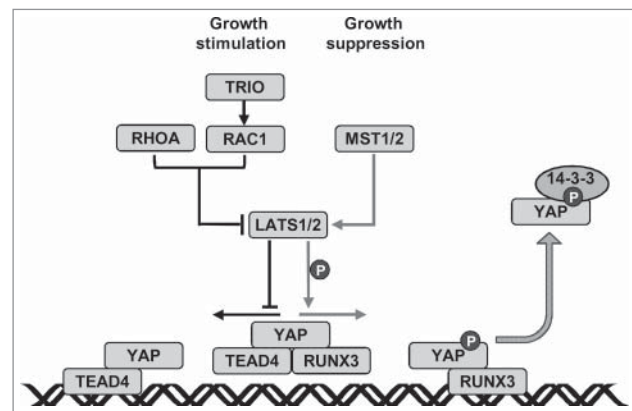 Growth stimulation
Growth suppression
TRIO
RHOA
RAC1
MST1/2
14-3-3
P
YAP
LATS1/2
P
YAP
TEAD4
RUNX3
YAP
TEAD4
P
YAP
RUNX3